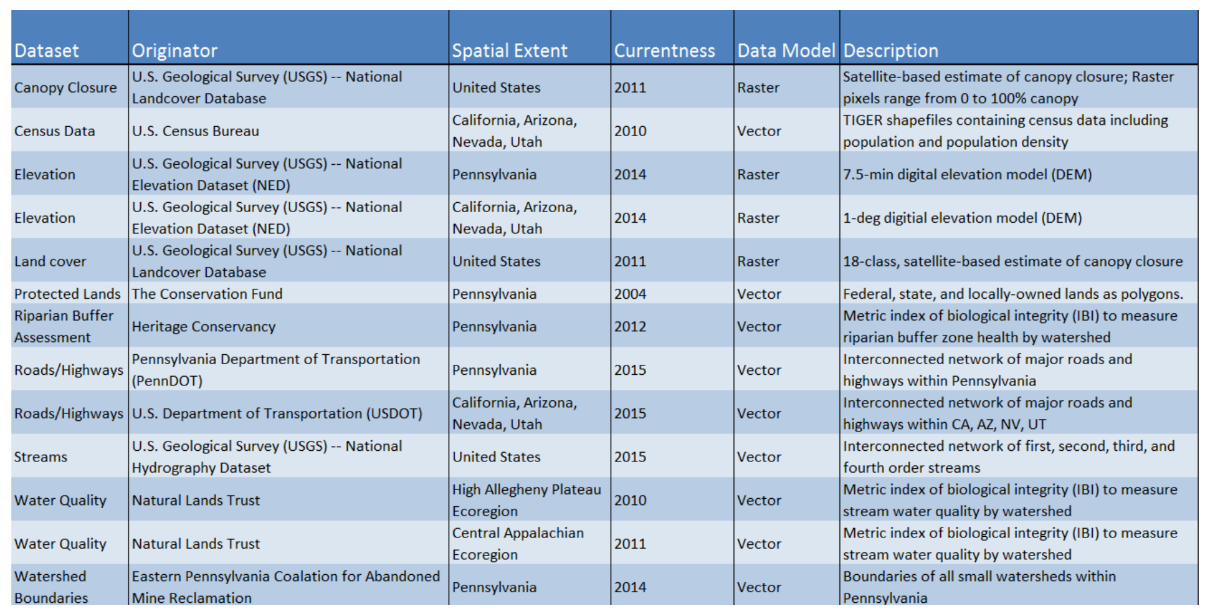 Dataset Originator Spatial Extent Currentness Data Model Description
Canopy Closure U.S. Geological Survey (USGS) -- National Landcover Database United States 2011 Raster Satellite-based estimate of canopy closure; Raster pixels range from 0 to 100% canopy
Census Data U.S. Census Bureau California, Arizona, Nevada, Utah 2010 Vector TIGER shapefiles containing census data including population and population density
Elevation U.S. Geological Survey (USGS) -- National Elevation Dataset (NED) Pennsylvania 2014 Raster 7.5-min digital elevation model (DEM)
Elevation U.S. Geological Survey (USGS) -- National Elevation Dataset (NED) California, Arizona, Nevada, Utah 2014 Raster 1-deg digitial elevation model (DEM)
Land cover U.S. Geological Survey (USGS) -- National Landcover Database United States 2011 Raster 18-class, satellite-based estimate of canopy closure
Protected Lands The Conservation Fund Pennsylvania 2004 Vector Federal, state, and locally-owned lands as polygons.
Riparian Buffer Assessment Heritage Conservancy Pennsylvania 2012 Vector Metric index of biological integrity (IBI) to measure riparian buffer zone health by watershed
Roads/Highways Pennsylvania Department of Transportation (PennDOT) Pennsylvania 2015 Vector Interconnected network of major roads and highways within Pennsylvania
Roads/Highways U.S. Department of Transportation (USDOT) California, Arizona, Nevada, Utah 2015 Vector Interconnected network of major roads and highways within CA, AZ, NV, UT
Streams U.S. Geological Survey (USGS) -- National Hydrography Dataset United States 2015 Vector Interconnected network of first, second, third, and fourth order streams
Water Quality Natural Lands Trust High Allegheny Plateau Ecoregion 2010 Vector Metric index of biological integrity (IBI) to measure stream water quality by watershed
Water Quality Natural Lands Trust Central Appalachian Ecoregion 2011 Vector Metric index of biological integrity (IBI) to measure stream water quality by watershed
Watershed Boundaries Eastern Pennsylvania Coalation for Abandoned Mine Reclamation Pennsylvania 2014 Vector Boundaries of all small watersheds within Pennsylvania